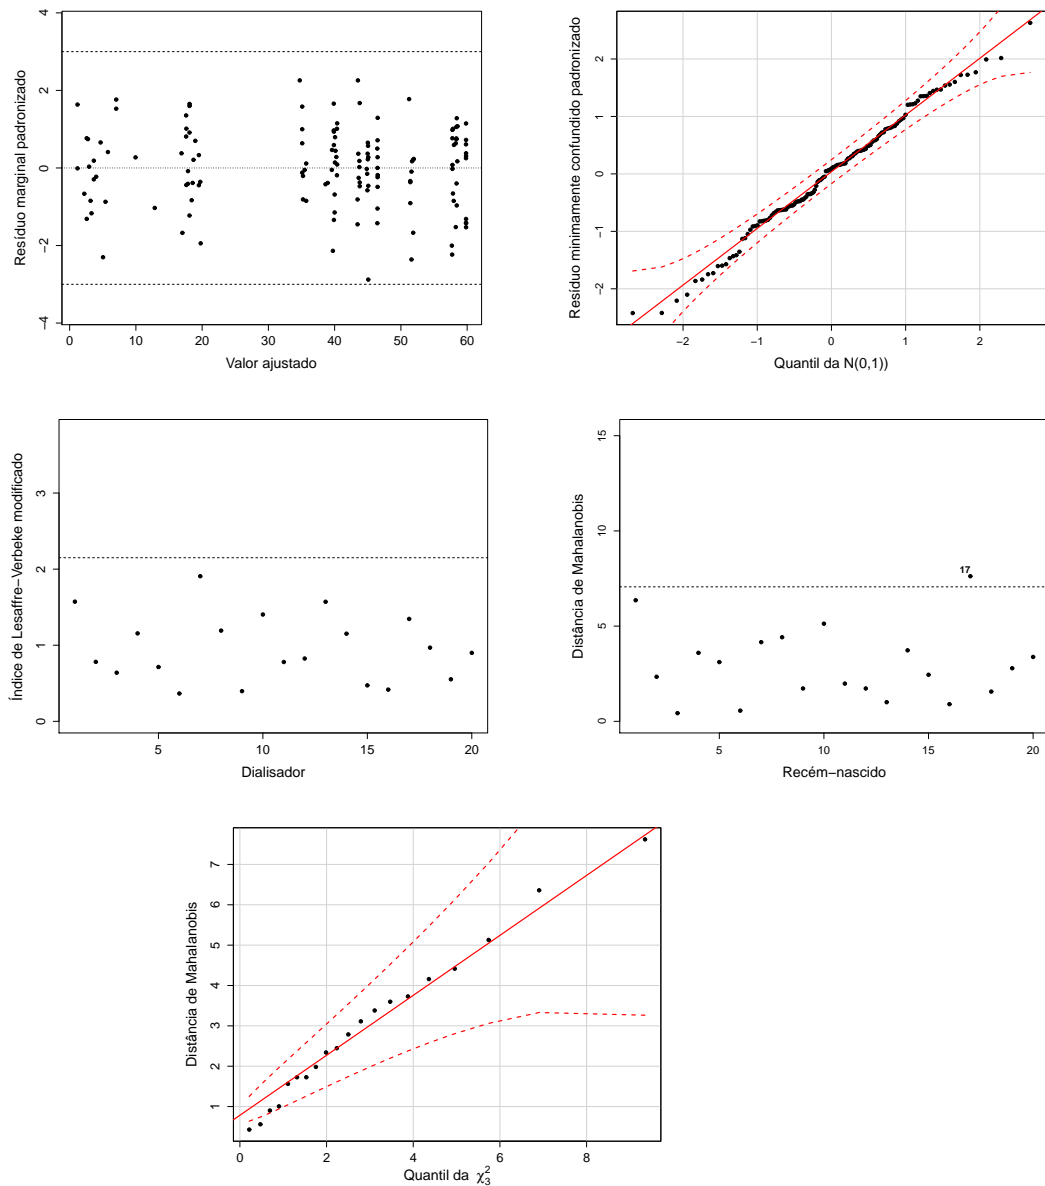 Resíduo marginal padronizado
4
2
0
−2
−4
0 10 20 30 40 50 60
Valor ajustado
Resíduo minimamente confundido padronizado
2
1
0
−1
−2
−2 −1 0 1 2
Quantil da N(0,1))
Índice de Lesaffre−Verbeke modificado
3
2
1
0
5 10 15 20
Dialisador
Distância de Mahalanobis
15
10
5
0
17
5 10 15 20
Recém−nascido
Distância de Mahalanobis
7
6
5
4
3
2
1
0 2 4 6 8
Quantil da χ²₃